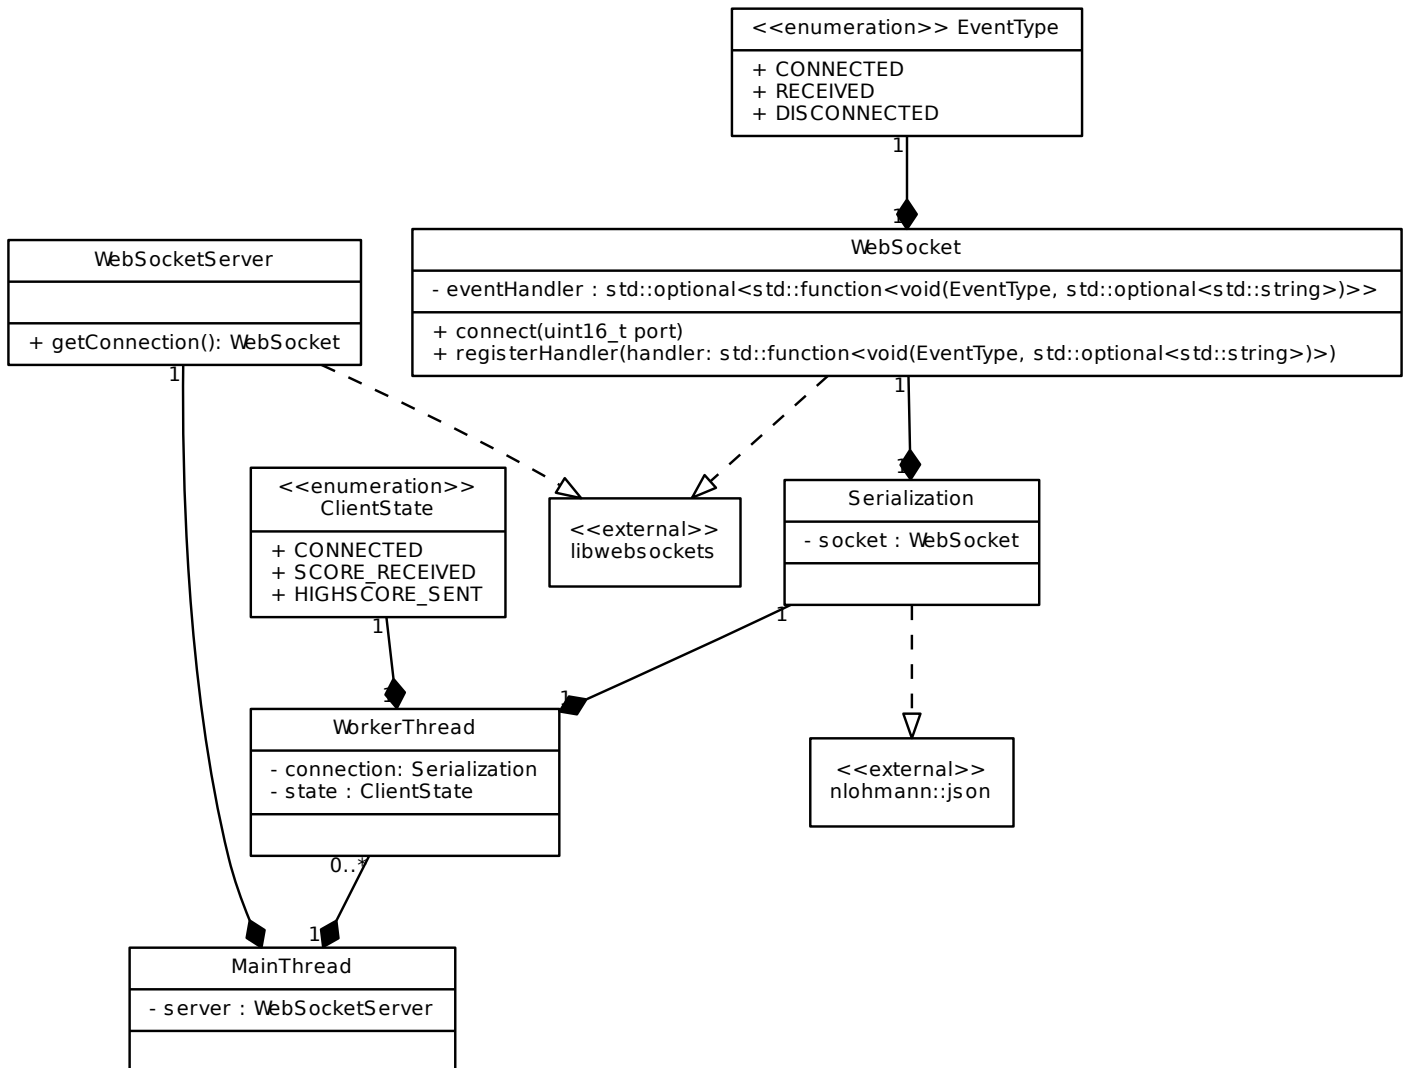 <<enumeration>> EventType
+ CONNECTED
+ RECEIVED
+ DISCONNECTED
1
1
WebSocketServer
+ getConnection(): WebSocket
1
WebSocket
- eventHandler : std::optional<std::function<void(EventType, std::optional<std::string>)>>
+ connect(uint16_t port)
+ registerHandler(handler: std::function<void(EventType, std::optional<std::string>)>)
1
1
<<enumeration>>
ClientState
+ CONNECTED
+ SCORE_RECEIVED
+ HIGHSCORE_SENT
1
1
<<external>>
libwebsockets
Serialization
- socket : WebSocket
1
1
WorkerThread
- connection: Serialization
- state : ClientState
0..*
1
<<external>>
nlohmann::json
MainThread
- server : WebSocketServer